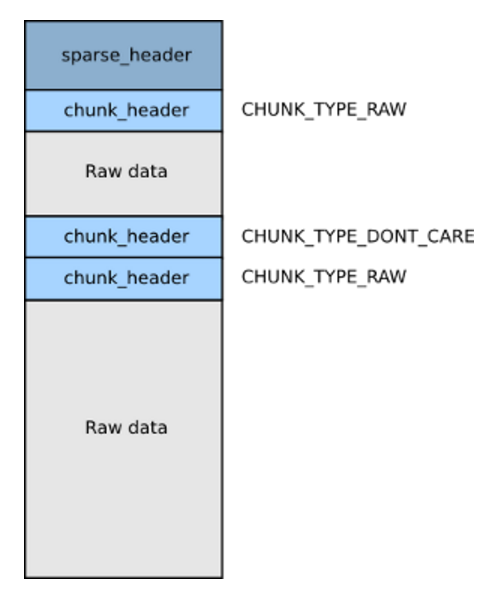 sparse_header
chunk_header CHUNK_TYPE_RAW
Raw data
chunk_header CHUNK_TYPE_DONT_CARE
chunk_header CHUNK_TYPE_RAW
Raw data